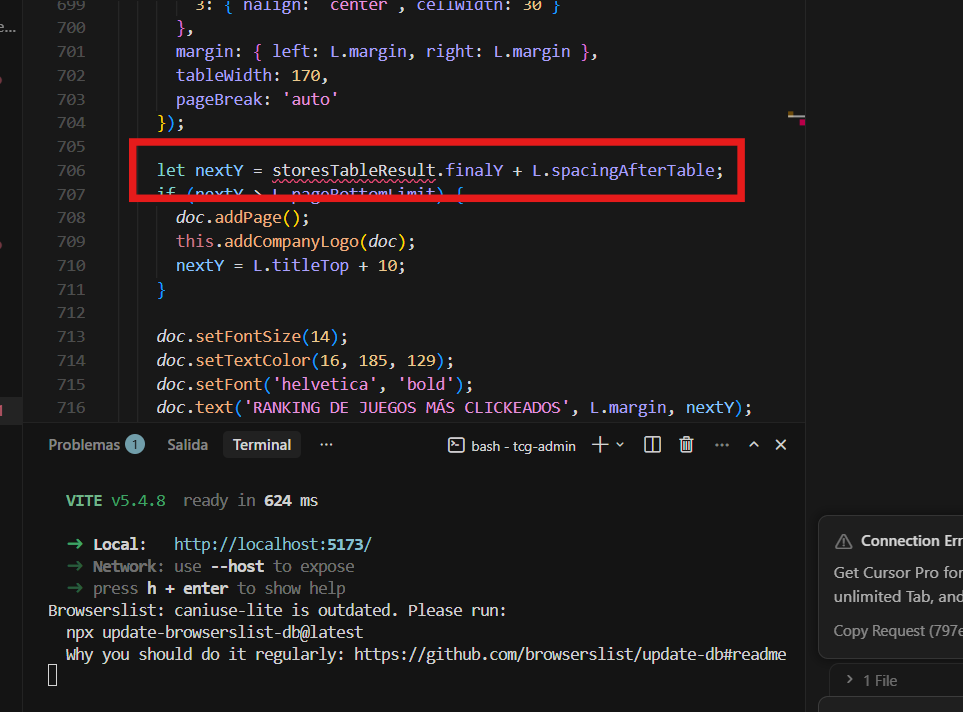 699 3: { halign: 'center', cellWidth: 30 }
e...
700 },
701 margin: { left: L.margin, right: L.margin },
702 tableWidth: 170,
703 pageBreak: 'auto'
704 });
705
706 let nextY = storesTableResult.finalY + L.spacingAfterTable;
707 if (nextY > L.pageBottomLimit) {
708 doc.addPage();
709 this.addCompanyLogo(doc);
710 nextY = L.titleTop + 10;
711 }
712
713 doc.setFontSize(14);
714 doc.setTextColor(16, 185, 129);
715 doc.setFont('helvetica', 'bold');
716 doc.text('RANKING DE JUEGOS MÁS CLICKEADOS', L.margin, nextY);
Problemas 1 Salida Terminal ··· bash - tcg-admin ···
VITE v5.4.8 ready in 624 ms
➜ Local: http://localhost:5173/
➜ Network: use --host to expose
➜ press h + enter to show help
Browserslist: caniuse-lite is outdated. Please run:
npx update-browserslist-db@latest
Why you should do it regularly: https://github.com/browserslist/update-db#readme
Connection Err
Get Cursor Pro for
unlimited Tab, and
Copy Request (797e
1 File